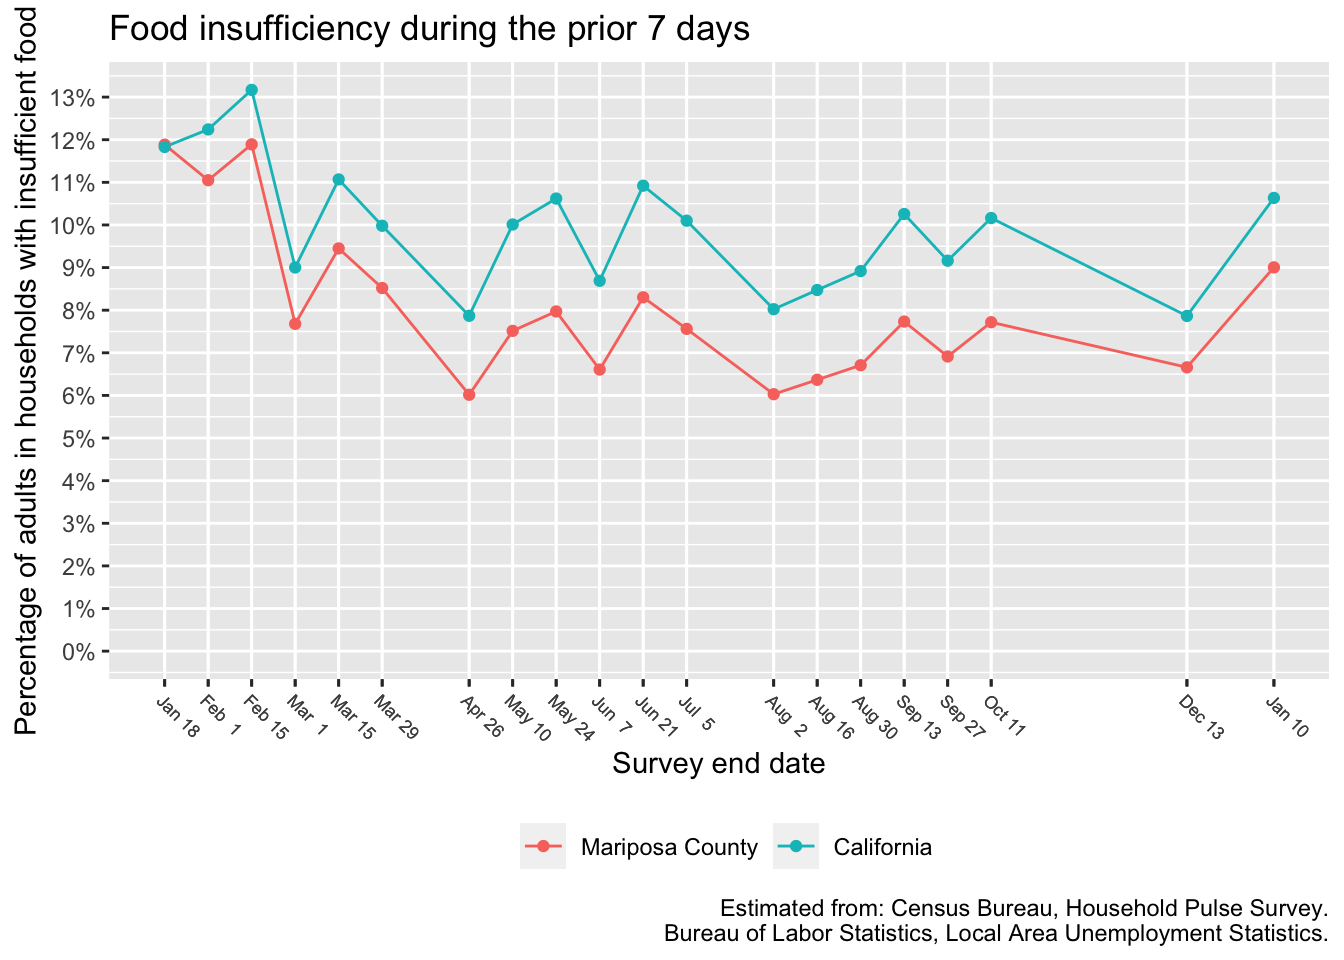 Food insufficiency during the prior 7 days
Percentage of adults in households with insufficient food
13%
12%
11%
10%
9%
8%
7%
6%
5%
4%
3%
2%
1%
0%
Jan 18
Feb 1
Feb 15
Mar 1
Mar 15
Mar 29
Apr 26
May 10
May 24
Jun 7
Jun 21
Jul 5
Aug 2
Aug 16
Aug 30
Sep 13
Sep 27
Oct 11
Dec 13
Jan 10
Survey end date
Mariposa County
California
Estimated from: Census Bureau, Household Pulse Survey.
Bureau of Labor Statistics, Local Area Unemployment Statistics.